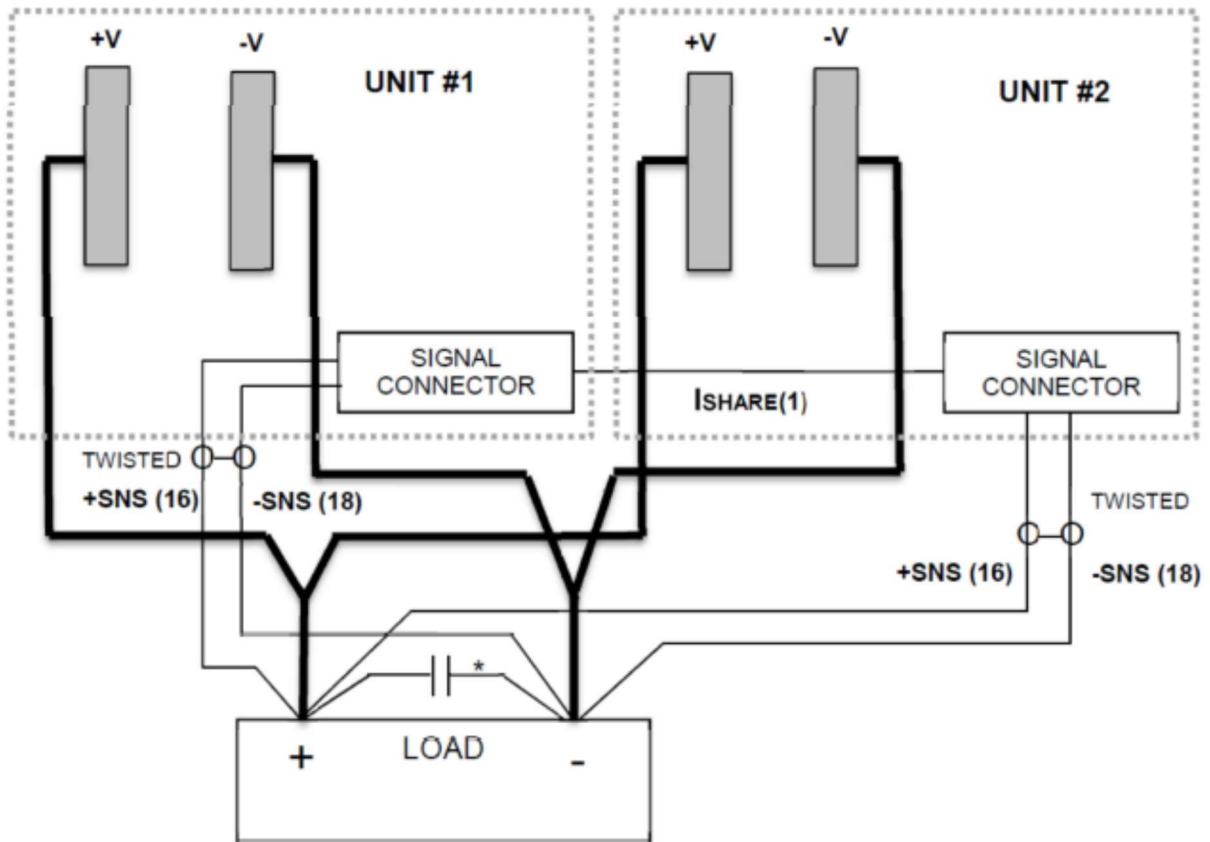 +V
-V
UNIT #1
+V
-V
UNIT #2
SIGNAL
CONNECTOR
ISHARE(1)
SIGNAL
CONNECTOR
TWISTED
+SNS (16)
-SNS (18)
TWISTED
+SNS (16)
-SNS (18)
*
+
LOAD
-